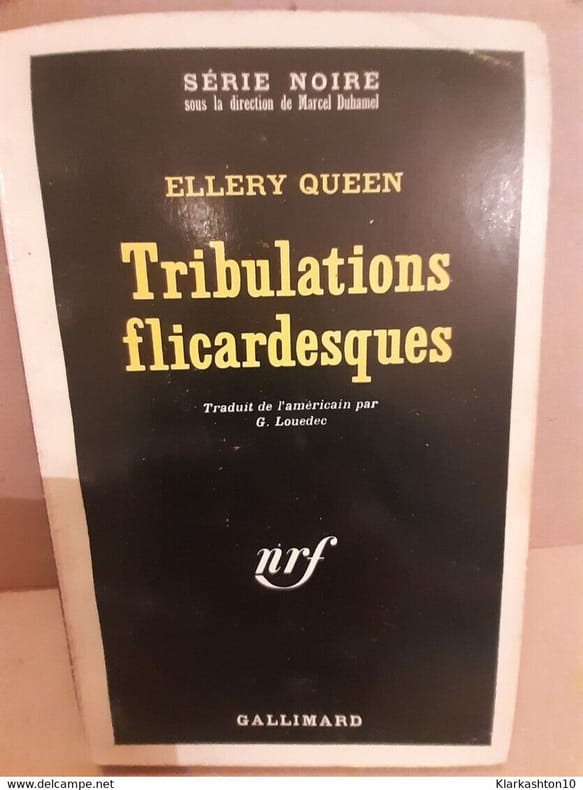 SÉRIE NOIRE
sous la direction de Marcel Duhamel
ELLERY QUEEN
Tribulations
flicardesques
Traduit de l'américain par
G. Louedec
nrf
GALLIMARD
www.delcampe.net
Klarkashton10